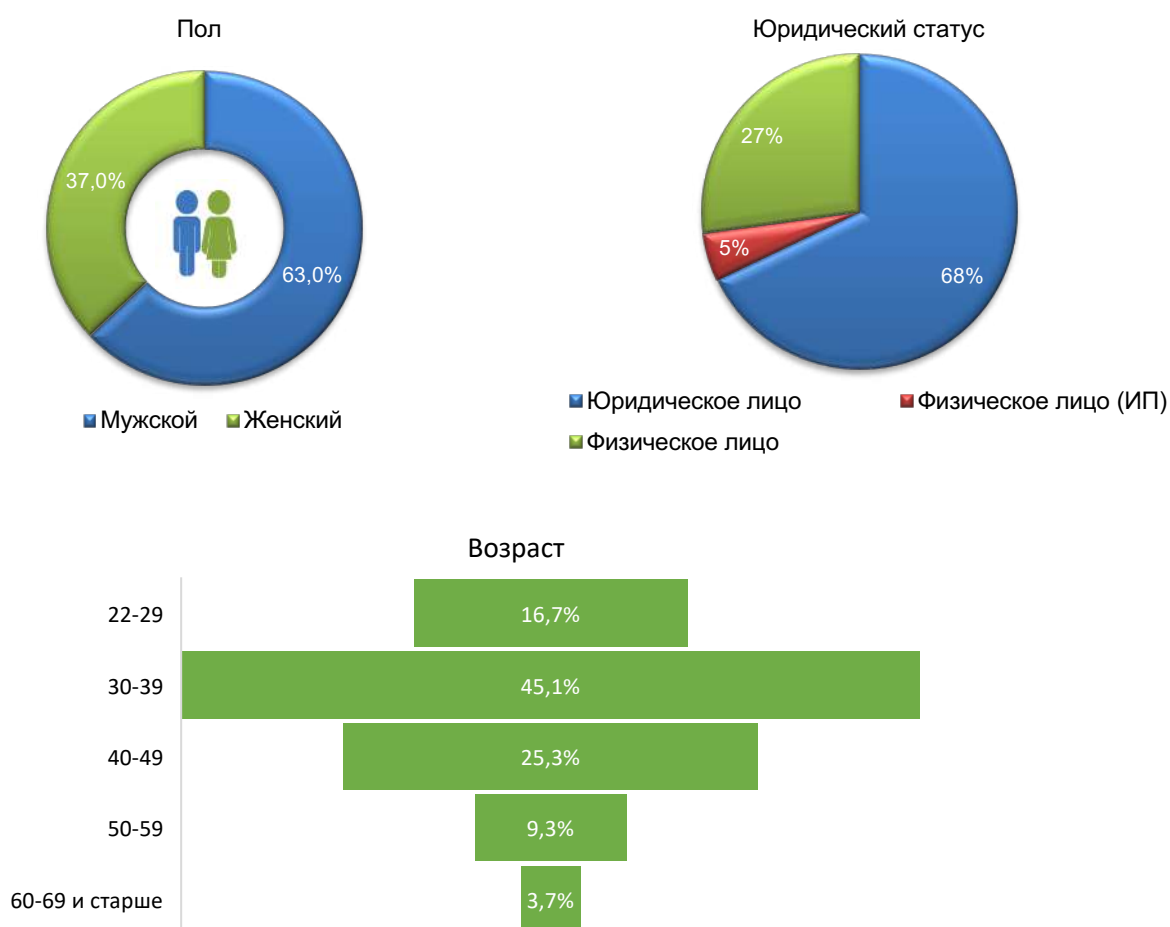 Пол
37,0%
63,0%
Мужской Женский
Юридический статус
27%
5%
68%
Юридическое лицо Физическое лицо (ИП)
Физическое лицо
Возраст
22-29 16,7%
30-39 45,1%
40-49 25,3%
50-59 9,3%
60-69 и старше 3,7%